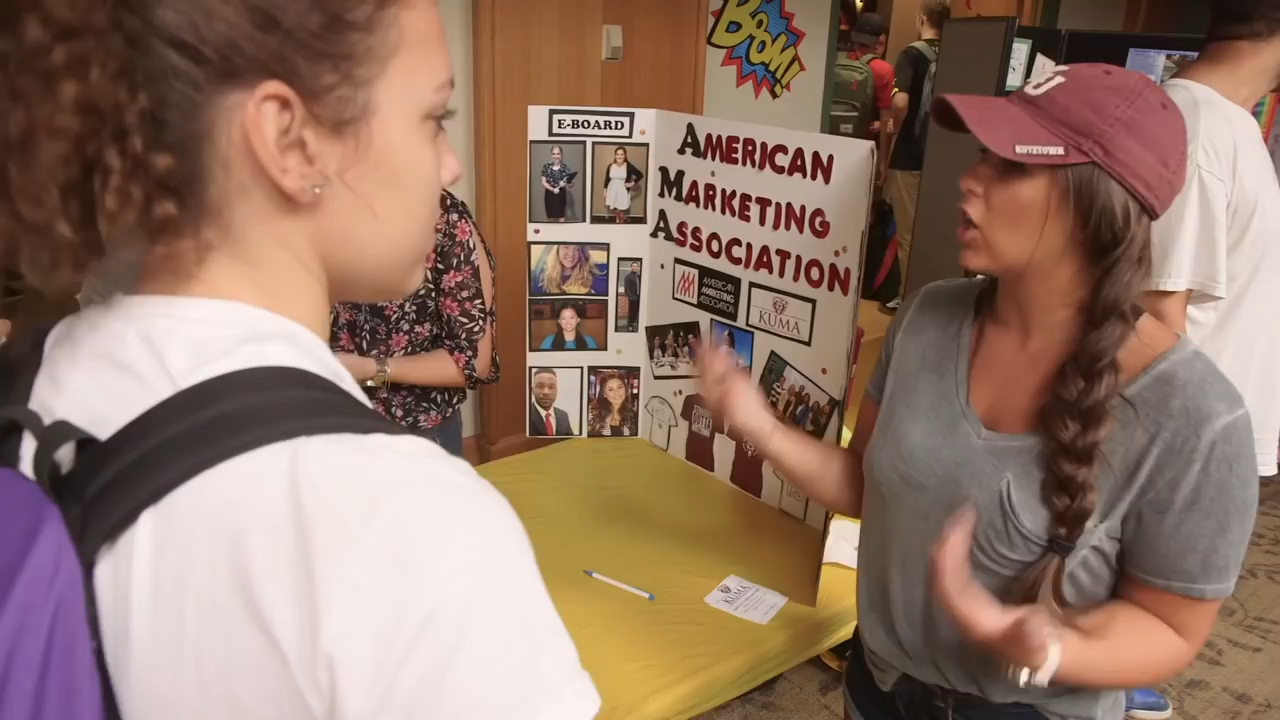 BOOM!
E-BOARD
AMERICAN
MARKETING
ASSOCIATION
AMERICAN
MARKETING
ASSOCIATION
KUMA
KUTZTOWN
KUMA